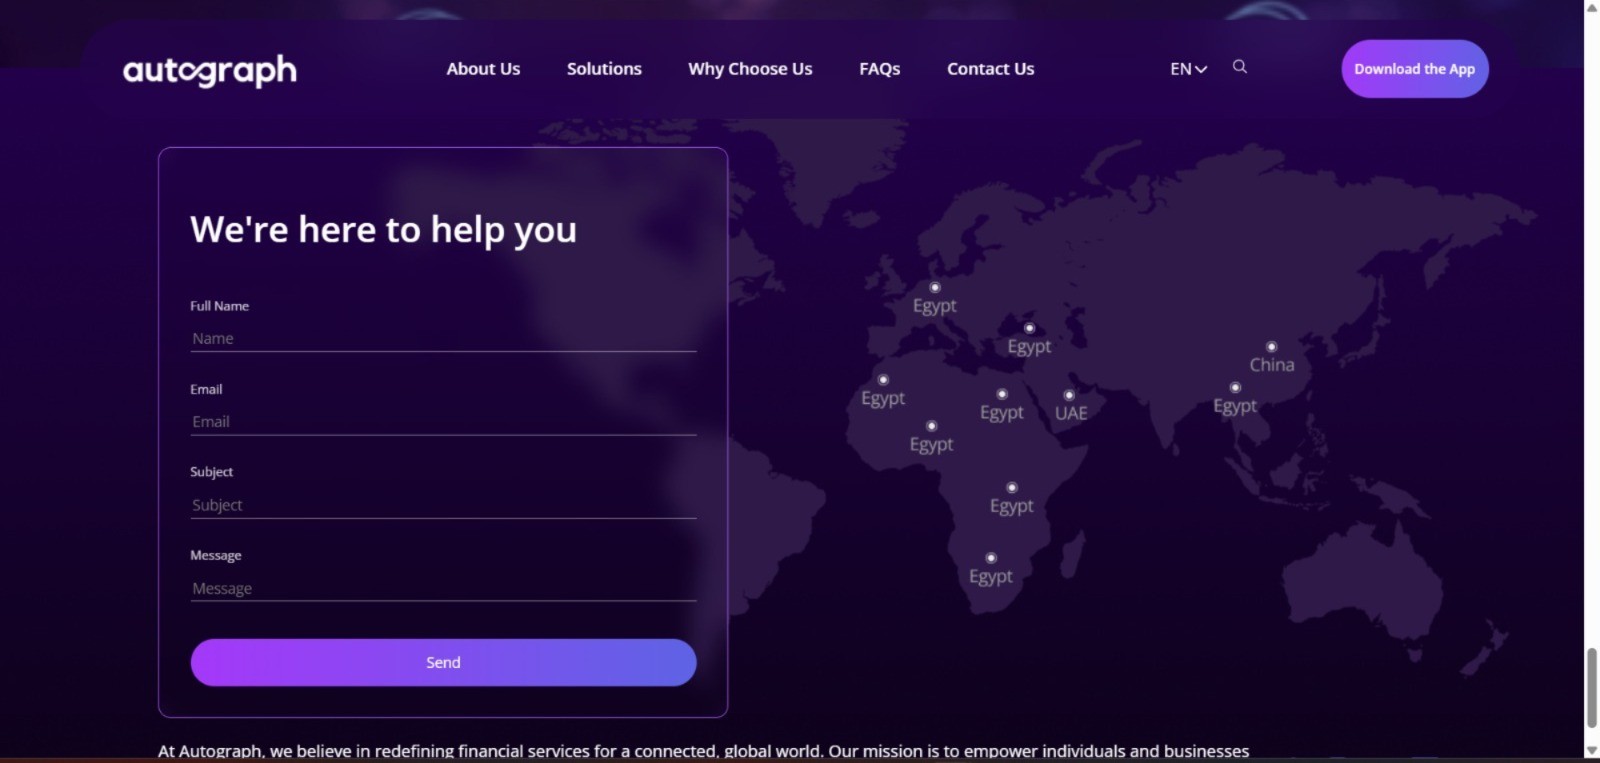 autograph
About Us
Solutions
Why Choose Us
FAQs
Contact Us
EN
Download the App
We're here to help you
Full Name
Name
Email
Email
Subject
Subject
Message
Message
Send
Egypt
Egypt
China
Egypt
Egypt
Egypt
UAE
Egypt
Egypt
Egypt
At Autograph, we believe in redefining financial services for a connected, global world. Our mission is to empower individuals and businesses